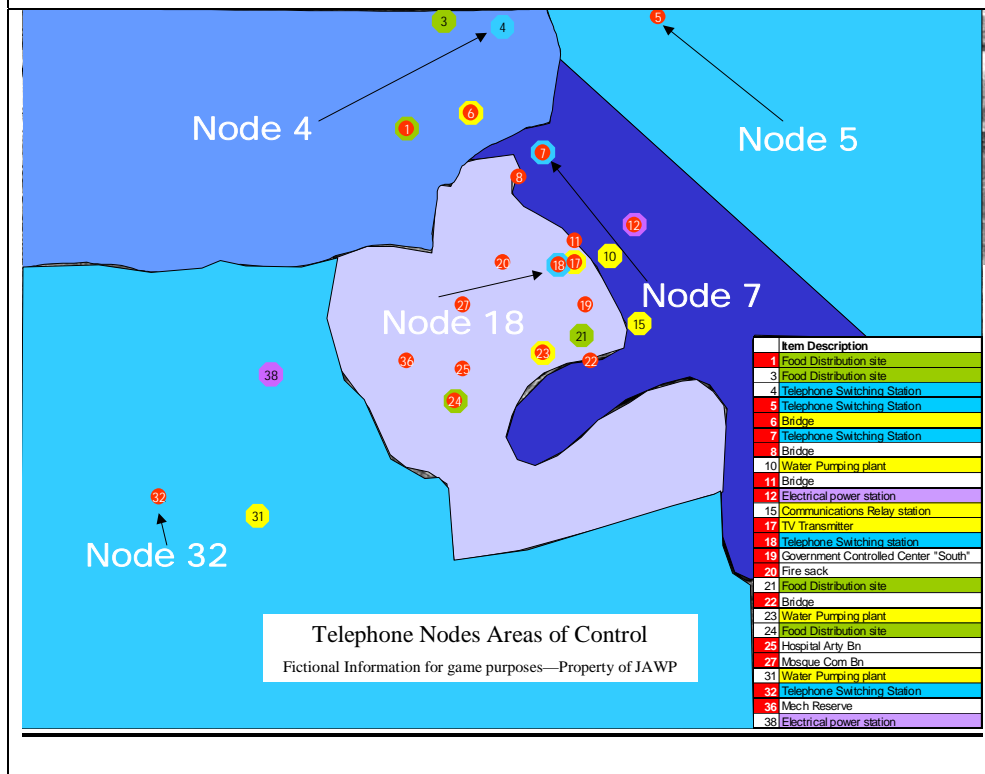 3
4
5
Node 4
6
1
Node 5
7
8
12
11
10
20
18
17
Node 7
27
19
Node 18
15
21
23
22
36
25
38
24
32
31
Node 32
Telephone Nodes Areas of Control
Fictional Information for game purposes—Property of JAWP
Item Description
1 Food Distribution site
3 Food Distribution site
4 Telephone Switching Station
5 Telephone Switching Station
6 Bridge
7 Telephone Switching Station
8 Bridge
10 Water Pumping plant
11 Bridge
12 Electrical power station
15 Communications Relay station
17 TV Transmitter
18 Telephone Switching station
19 Government Controlled Center "South"
20 Fire sack
21 Food Distribution site
22 Bridge
23 Water Pumping plant
24 Food Distribution site
25 Hospital Arty Bn
27 Mosque Com Bn
31 Water Pumping plant
32 Telephone Switching Station
36 Mech Reserve
38 Electrical power station